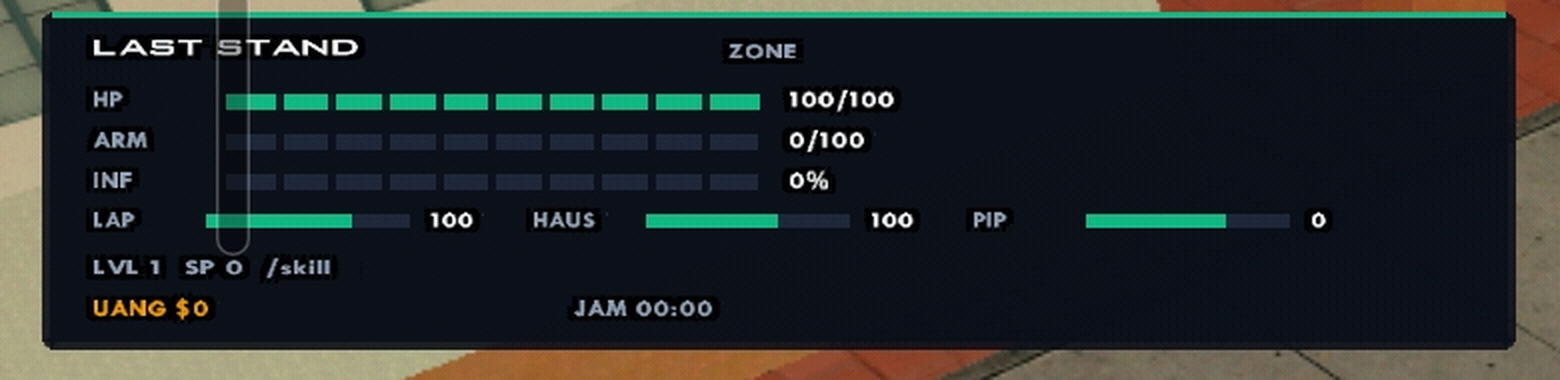 LAST STAND ZONE
HP 100/100
ARM 0/100
INF 0%
LAP 100 HAUS 100 PIP 0
LVL 1 SP 0 /skill
UANG $0 JAM 00:00